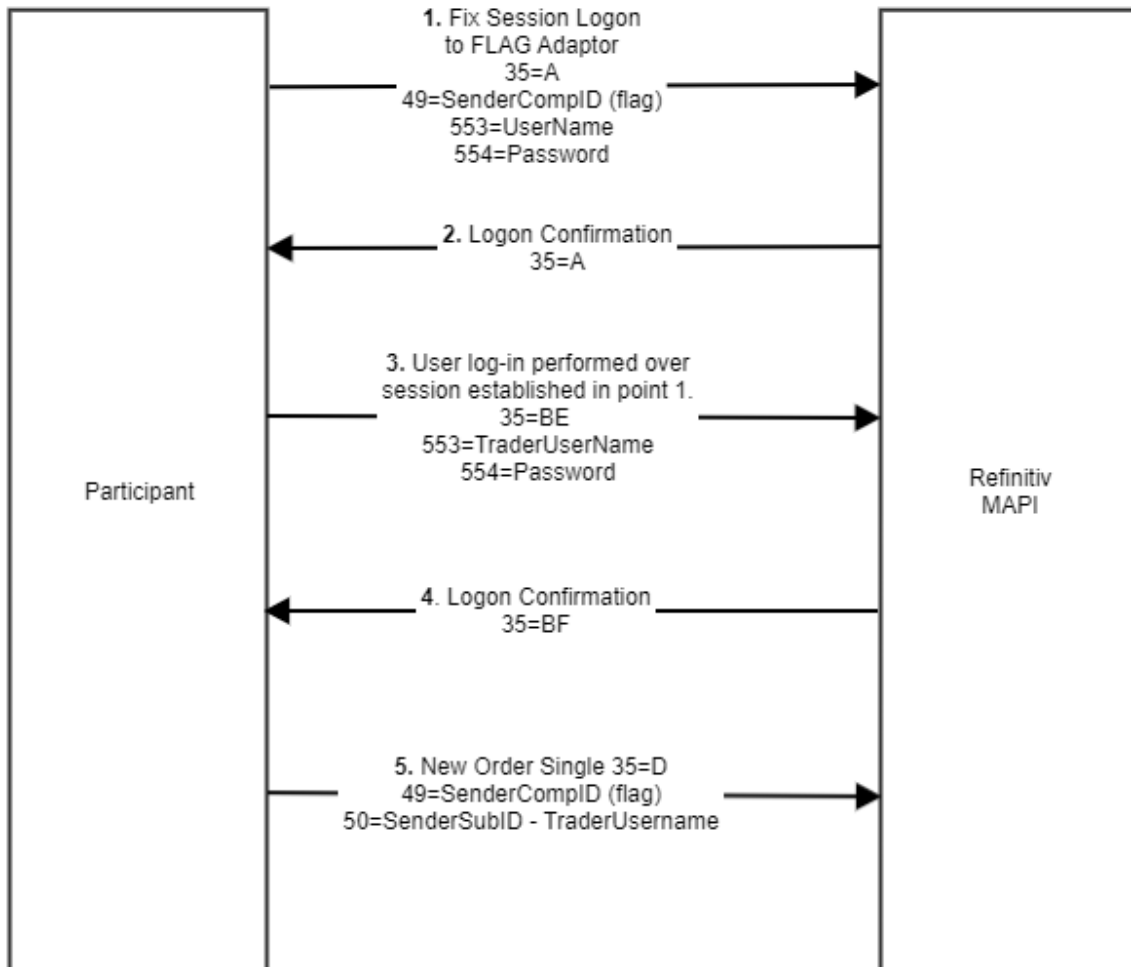 1. Fix Session Logon
to FLAG Adaptor
35=A
49=SenderCompID (flag)
553=UserName
554=Password
2. Logon Confirmation
35=A
3. User log-in performed over
session established in point 1.
35=BE
553=TraderUserName
554=Password
Participant
Refinitiv
MAPI
4. Logon Confirmation
35=BF
5. New Order Single 35=D
49=SenderCompID (flag)
50=SenderSubID - TraderUsername